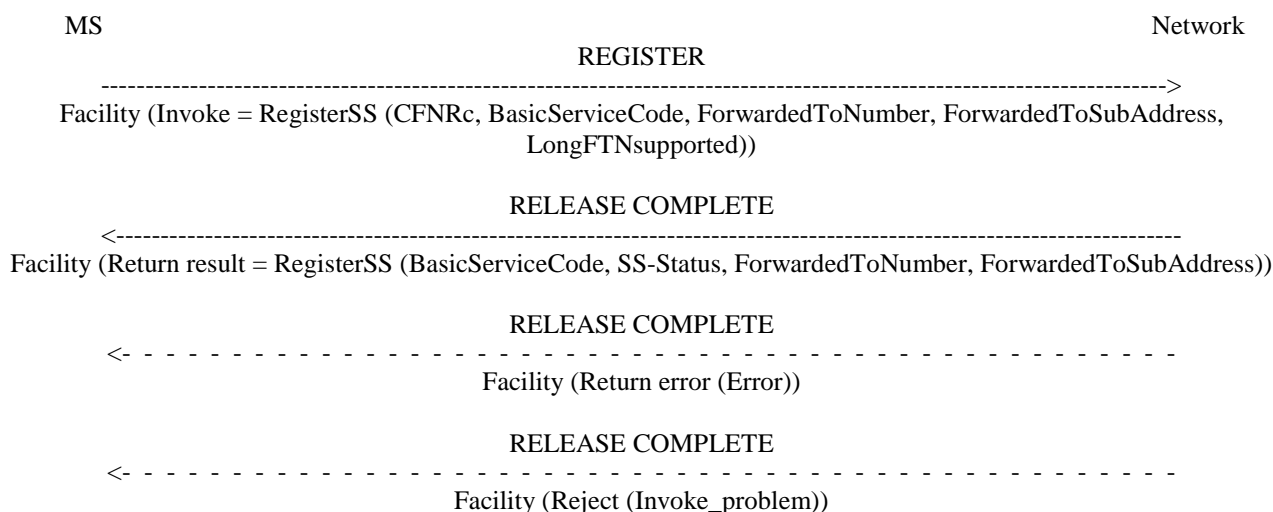 MS Network
REGISTER
------------------------------------------------------------------------------------------------------------------------>
Facility (Invoke = RegisterSS (CFNRc, BasicServiceCode, ForwardedToNumber, ForwardedToSubAddress,
LongFTNsupported))
RELEASE COMPLETE
<------------------------------------------------------------------------------------------------------------------------
Facility (Return result = RegisterSS (BasicServiceCode, SS-Status, ForwardedToNumber, ForwardedToSubAddress))
RELEASE COMPLETE
<- - - - - - - - - - - - - - - - - - - - - - - - - - - - - - - - - - - - - - - - - - - - - - - -
Facility (Return error (Error))
RELEASE COMPLETE
<- - - - - - - - - - - - - - - - - - - - - - - - - - - - - - - - - - - - - - - - - - - - - - - -
Facility (Reject (Invoke_problem))